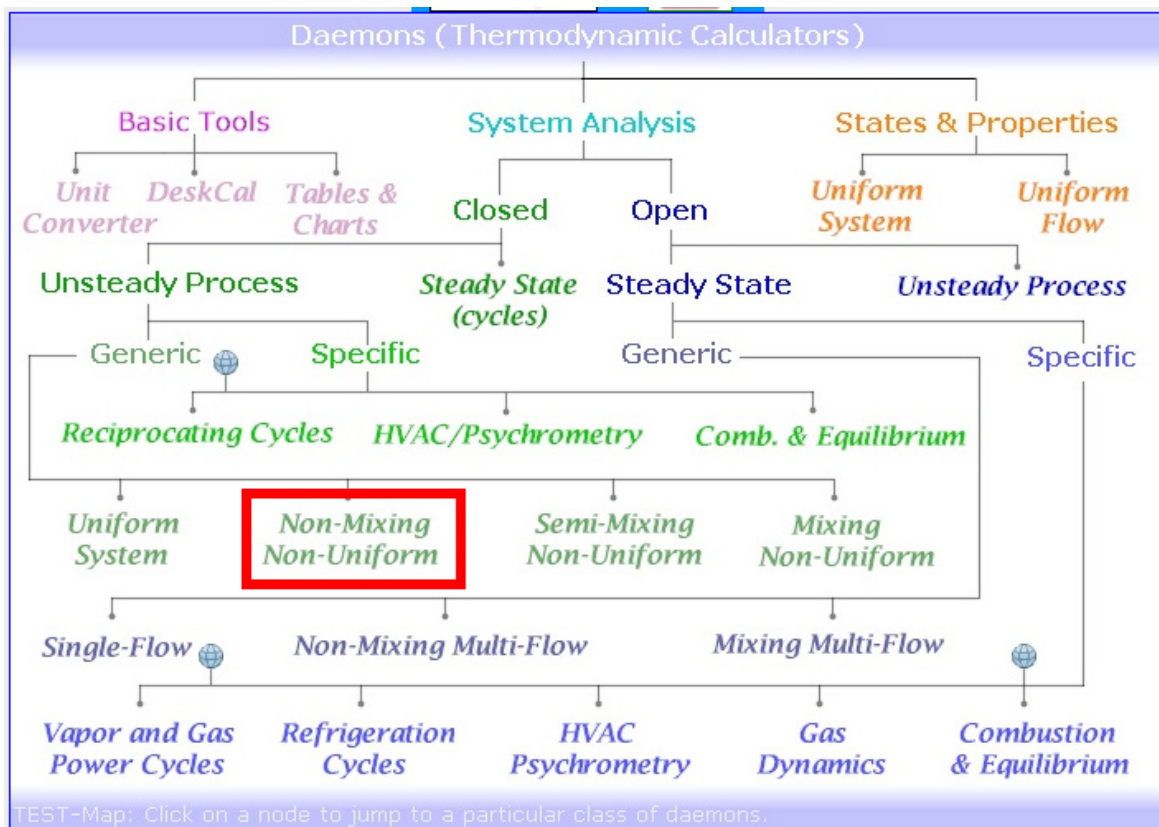 Daemons (Thermodynamic Calculators)
Basic Tools
System Analysis
States & Properties
Unit
Converter
DeskCal
Tables &
Charts
Closed
Open
Uniform
System
Uniform
Flow
Unsteady Process
Steady State
(cycles)
Steady State
Unsteady Process
Generic
Specific
Generic
Specific
Reciprocating Cycles
HVAC/Psychrometry
Comb. & Equilibrium
Uniform
System
Non-Mixing
Non-Uniform
Semi-Mixing
Non-Uniform
Mixing
Non-Uniform
Single-Flow
Non-Mixing Multi-Flow
Mixing Multi-Flow
Vapor and Gas
Power Cycles
Refrigeration
Cycles
HVAC
Psychrometry
Gas
Dynamics
Combustion
& Equilibrium
TEST-Map: Click on a node to jump to a particular class of daemons.